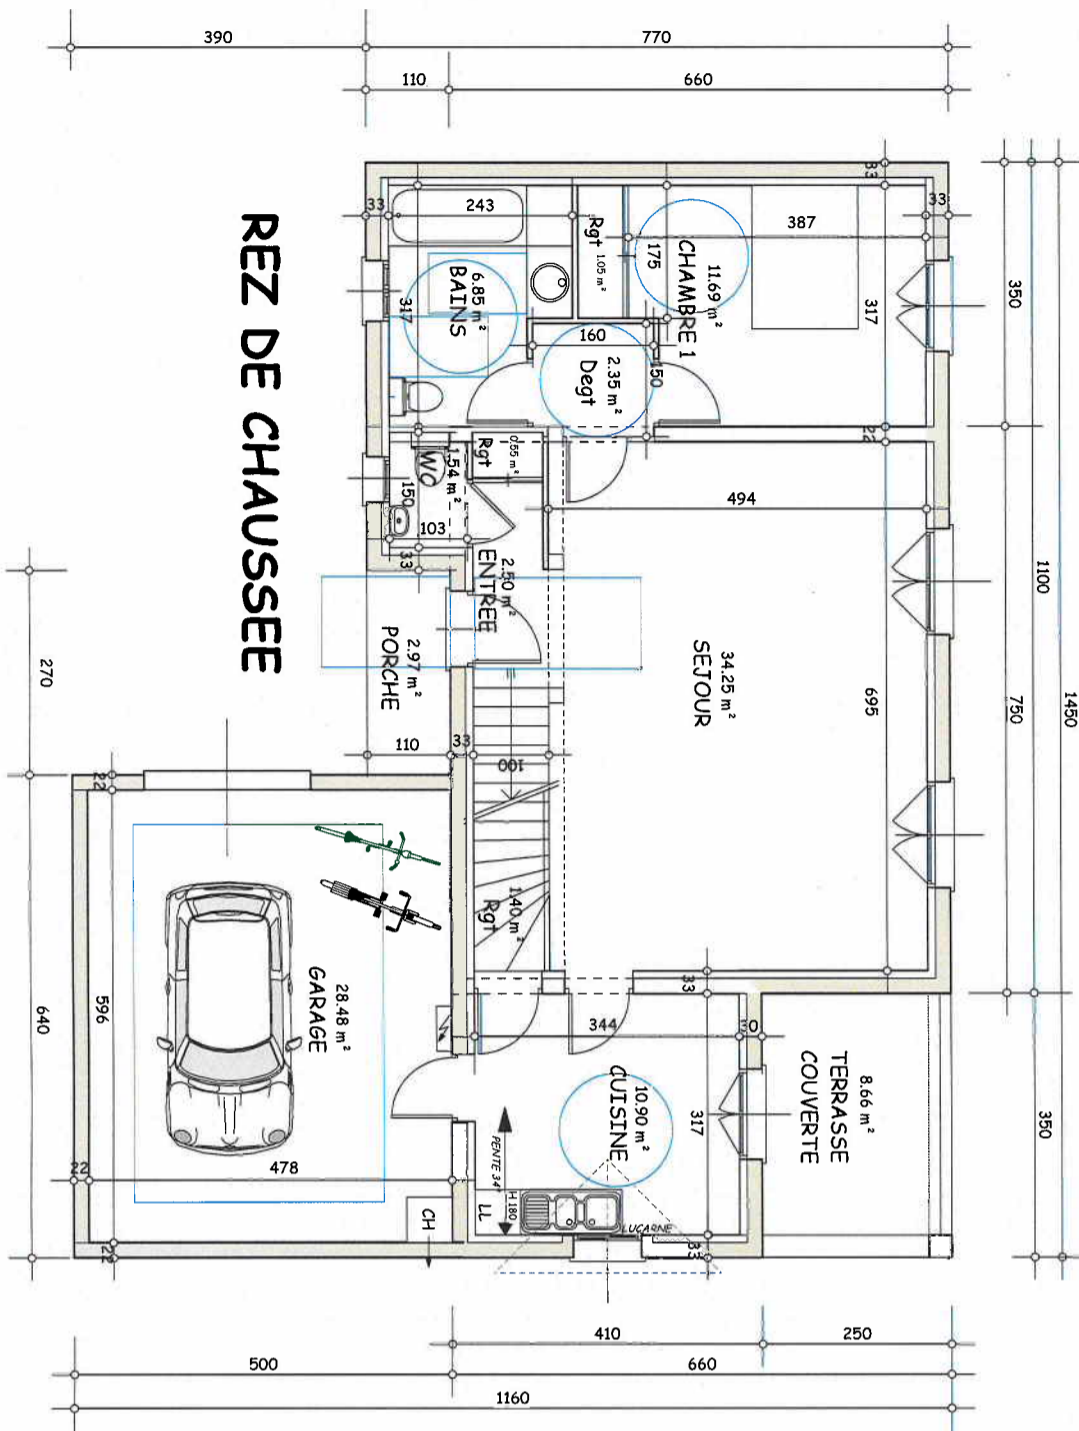 390
770
110
660
REZ DE CHAUSSEE
33
33
33
243
387
350
Rgt 1.05 m²
175
CHAMBRE 1
11.69 m²
317
BAINS
6.85 m²
317
160
150
Degt
2.35 m²
22
Rgt
0.55 m²
WC
1.54 m²
150
103
33
494
1100
1450
750
ENTREE
2.50 m²
PORCHE
2.97 m²
SEJOUR
34.25 m²
695
270
110
33
100
22
Rgt
1.40 m²
GARAGE
28.48 m²
596
640
33
344
30
CUISINE
10.90 m²
317
TERRASSE
COUVERTE
8.66 m²
350
PENTE 34°
478
22
22
CH
LL
H 180
LUCARNE
33
410
250
500
660
1160